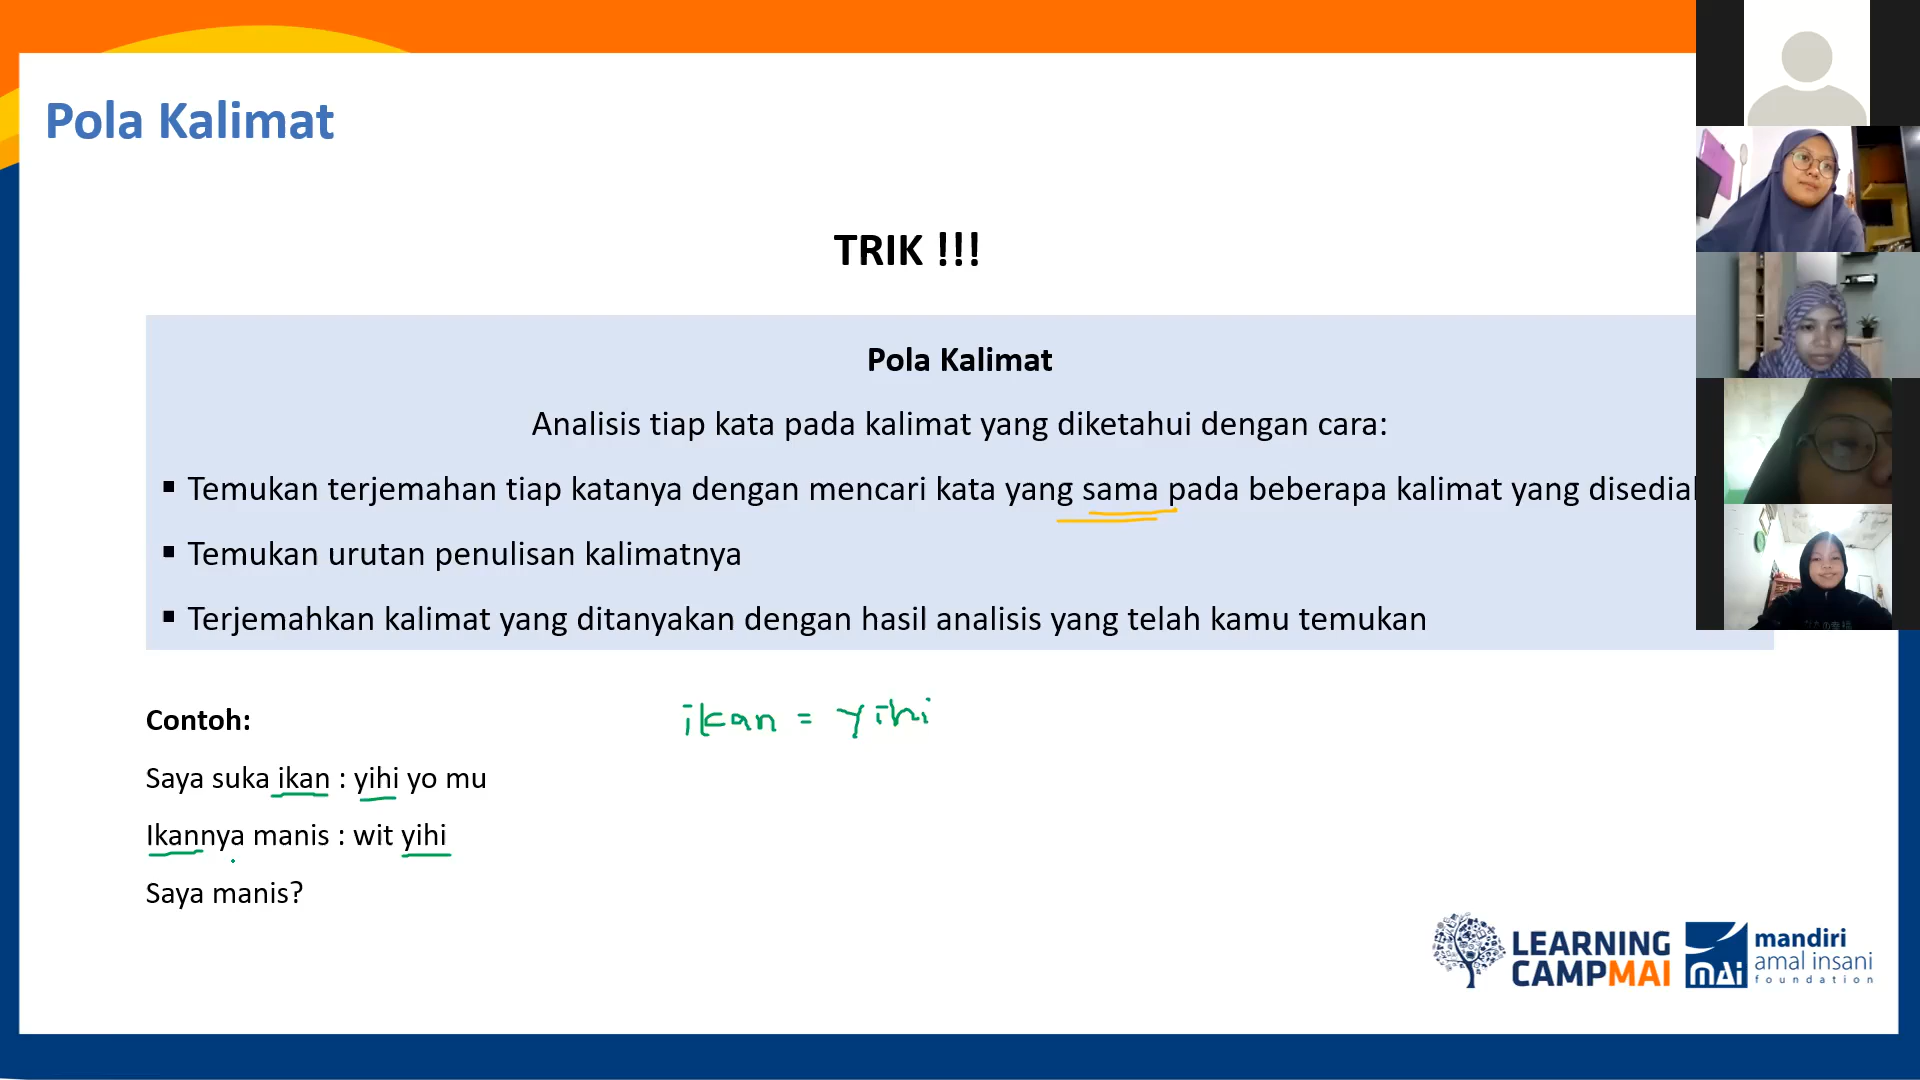 Pola Kalimat
TRIK !!!
Pola Kalimat
Analisis tiap kata pada kalimat yang diketahui dengan cara:
▪ Temukan terjemahan tiap katanya dengan mencari kata yang sama pada beberapa kalimat yang
▪ Temukan urutan penulisan kalimatnya
▪ Terjemahkan kalimat yang ditanyakan dengan hasil analisis yang telah kamu temukan
Contoh:
ikan = yihi
Saya suka ikan : yihi yo mu
Ikannya manis : wit yihi
Saya manis?
LEARNING
CAMPMAI
mai
mandiri
amal insani
foundation